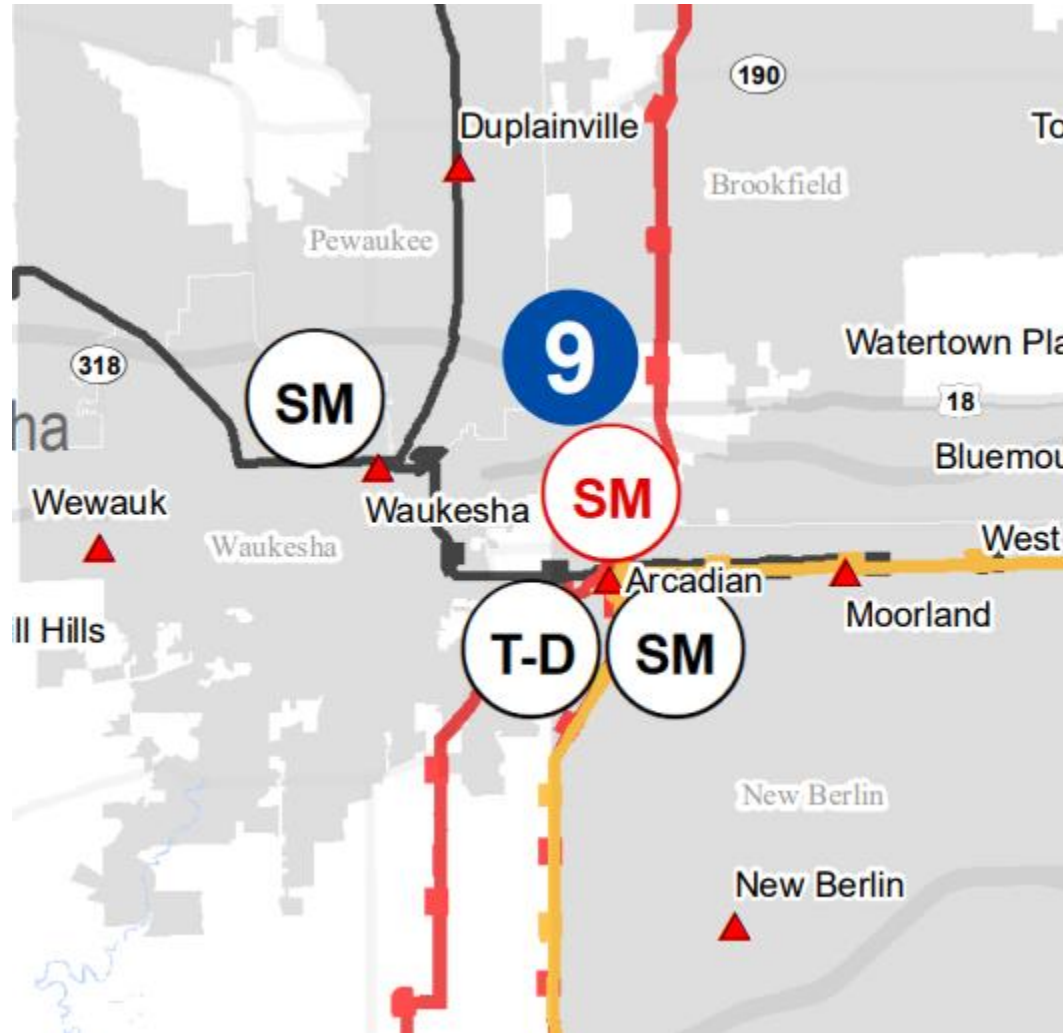 190
Duplainville
To
Brookfield
Pewaukee
9
Watertown Pla
318
SM
18
ha
SM
Bluemou
Wewauk
Waukesha
Waukesha
West
Arcadian
Moorland
ll Hills
T-D
SM
New Berlin
New Berlin